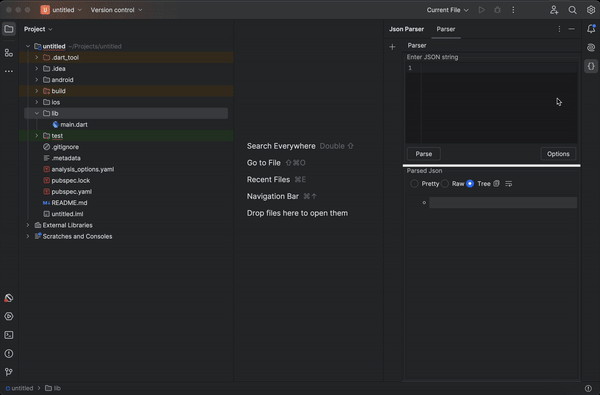 U untitled Version control Current File
Project
Json Parser Parser
untitled ~/Projects/untitled
.dart_tool
.idea
android
build
ios
lib
main.dart
test
.gitignore
.metadata
analysis_options.yaml
pubspec.lock
pubspec.yaml
README.md
untitled.iml
External Libraries
Scratches and Consoles
Search Everywhere Double ⇧
Go to File ⇧⌘O
Recent Files ⌘E
Navigation Bar ⌘↑
Drop files here to open them
Parser
Enter JSON string
1
Parse Options
Parsed Json
Pretty Raw Tree
untitled > lib